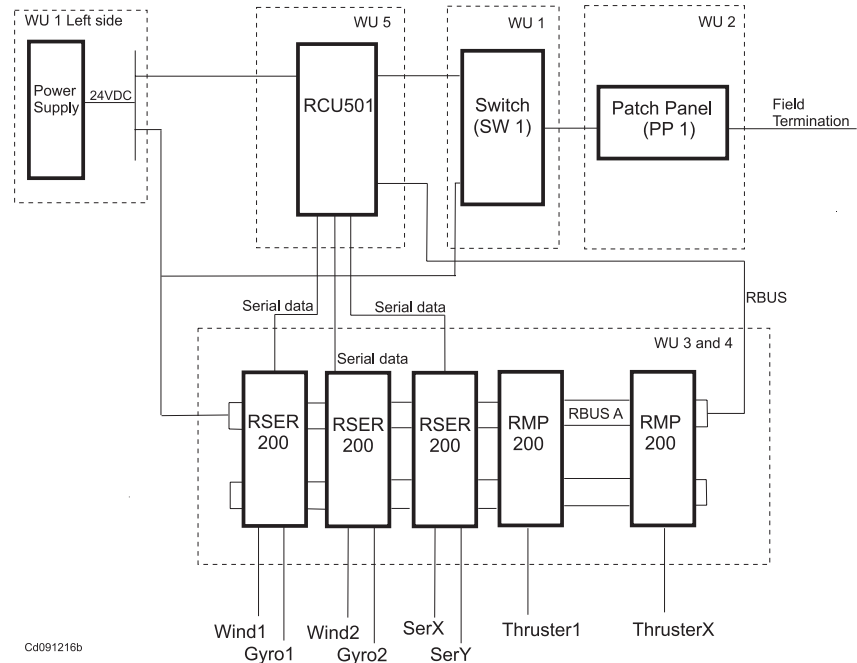 WU 1 Left side
WU 5
WU 1
WU 2
Power
Supply
24VDC
RCU501
Switch
(SW 1)
Patch Panel
(PP 1)
Field
Termination
RBUS
Serial data
Serial data
Serial data
WU 3 and 4
RSER
200
RSER
200
RSER
200
RMP
200
RBUS A
RMP
200
Wind1
Gyro1
Wind2
Gyro2
SerX
SerY
Thruster1
ThrusterX
Cd091216b